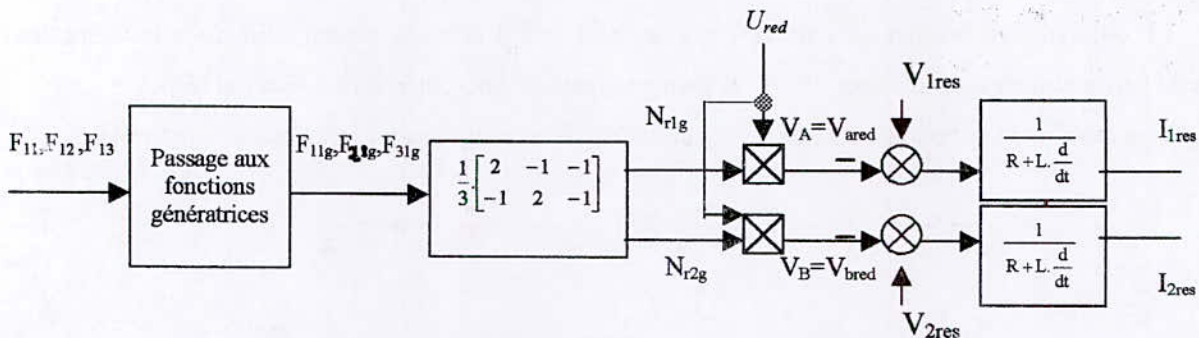 U_red
V_1res
N_r1g
V_A=V_ared
I_1res
F_11,F_12,F_13
Passage aux
fonctions
génératrices
F_11g,F_21g,F_31g
1/3 . [2 -1 -1
-1 2 -1]
1
R+L. d/dt
N_r2g
V_B=V_bred
1
R+L. d/dt
I_2res
V_2res